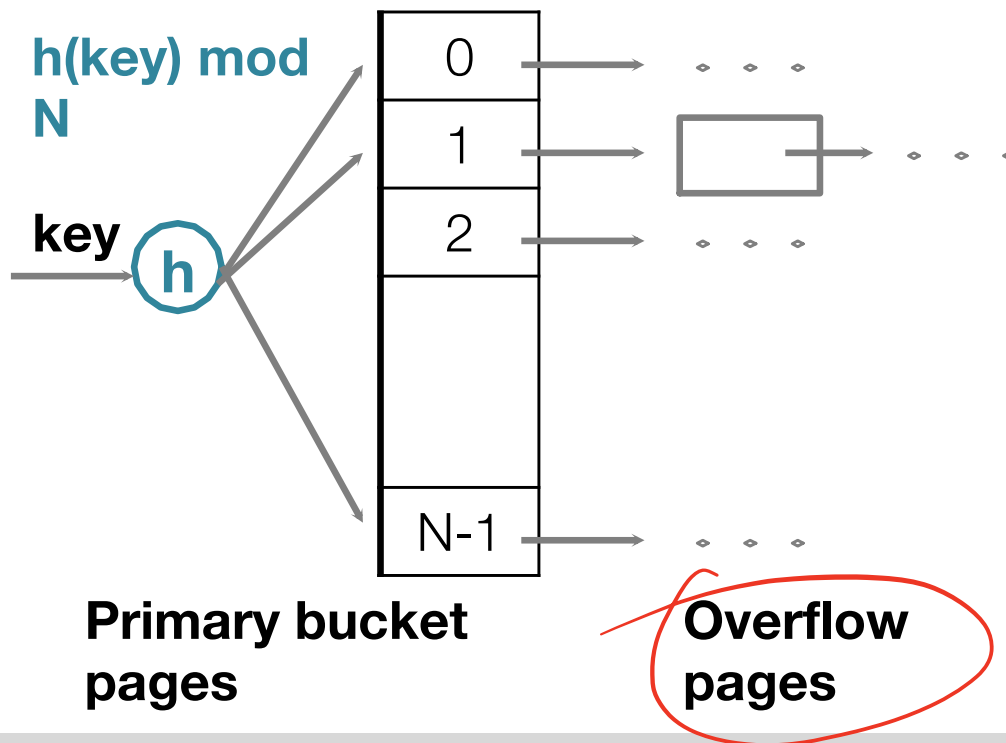 h(key) mod
N
key
h
0
1
2
N-1
Primary bucket
pages
Overflow
pages